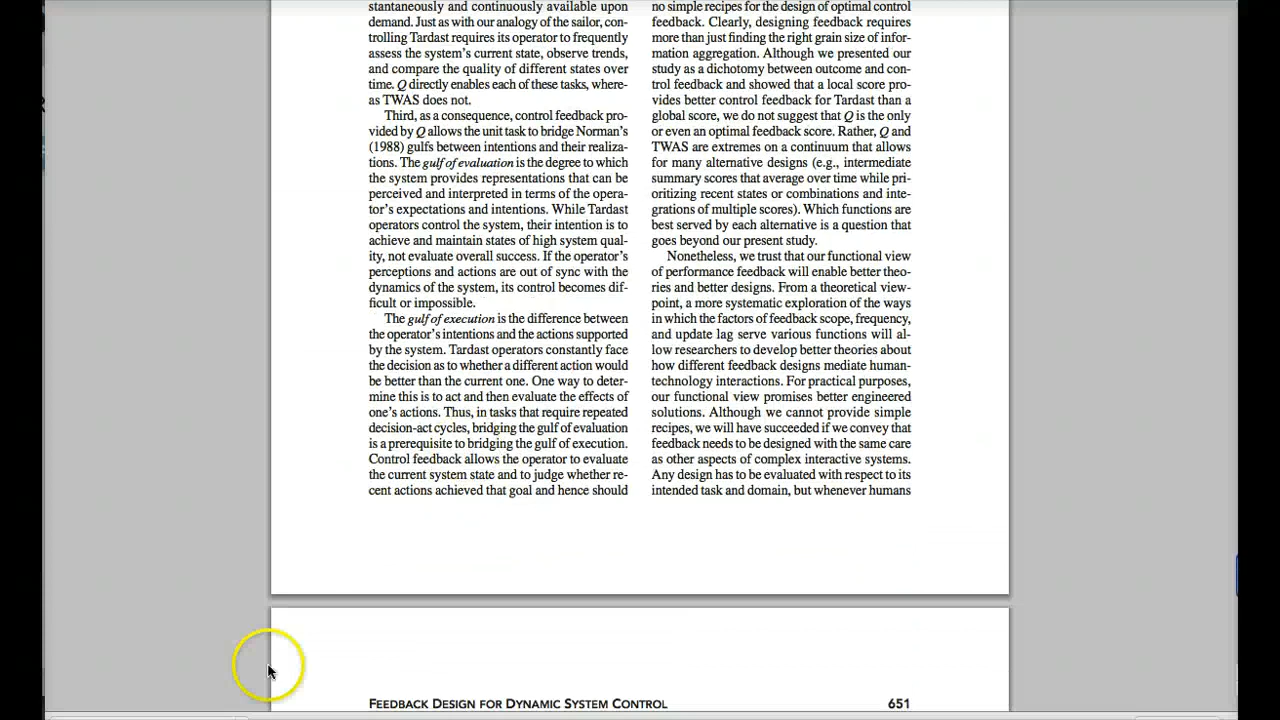 stantaneously and continuously available upon
demand. Just as with our analogy of the sailor, con-
trolling Tardast requires its operator to frequently
assess the system's current state, observe trends,
and compare the quality of different states over
time. Q directly enables each of these tasks, where-
as TWAS does not.
Third, as a consequence, control feedback pro-
vided by Q allows the unit task to bridge Norman's
(1988) gulfs between intentions and their realiza-
tions. The gulf of evaluation is the degree to which
the system provides representations that can be
perceived and interpreted in terms of the opera-
tor's expectations and intentions. While Tardast
operators control the system, their intention is to
achieve and maintain states of high system qual-
ity, not evaluate overall success. If the operator's
perceptions and actions are out of sync with the
dynamics of the system, its control becomes dif-
ficult or impossible.
The gulf of execution is the difference between
the operator's intentions and the actions supported
by the system. Tardast operators constantly face
the decision as to whether a different action would
be better than the current one. One way to deter-
mine this is to act and then evaluate the effects of
one's actions. Thus, in tasks that require repeated
decision-act cycles, bridging the gulf of evaluation
is a prerequisite to bridging the gulf of execution.
Control feedback allows the operator to evaluate
the current system state and to judge whether re-
cent actions achieved that goal and hence should
no simple recipes for the design of optimal control
feedback. Clearly, designing feedback requires
more than just finding the right grain size of infor-
mation aggregation. Although we presented our
study as a dichotomy between outcome and con-
trol feedback and showed that a local score pro-
vides better control feedback for Tardast than a
global score, we do not suggest that Q is the only
or even an optimal feedback score. Rather, Q and
TWAS are extremes on a continuum that allows
for many alternative designs (e.g., intermediate
summary scores that average over time while pri-
oritizing recent states or combinations and inte-
grations of multiple scores). Which functions are
best served by each alternative is a question that
goes beyond our present study.
Nonetheless, we trust that our functional view
of performance feedback will enable better theo-
ries and better designs. From a theoretical view-
point, a more systematic exploration of the ways
in which the factors of feedback scope, frequency,
and update lag serve various functions will al-
low researchers to develop better theories about
how different feedback designs mediate human-
technology interactions. For practical purposes,
our functional view promises better engineered
solutions. Although we cannot provide simple
recipes, we will have succeeded if we convey that
feedback needs to be designed with the same care
as other aspects of complex interactive systems.
Any design has to be evaluated with respect to its
intended task and domain, but whenever humans
FEEDBACK DESIGN FOR DYNAMIC SYSTEM CONTROL 651